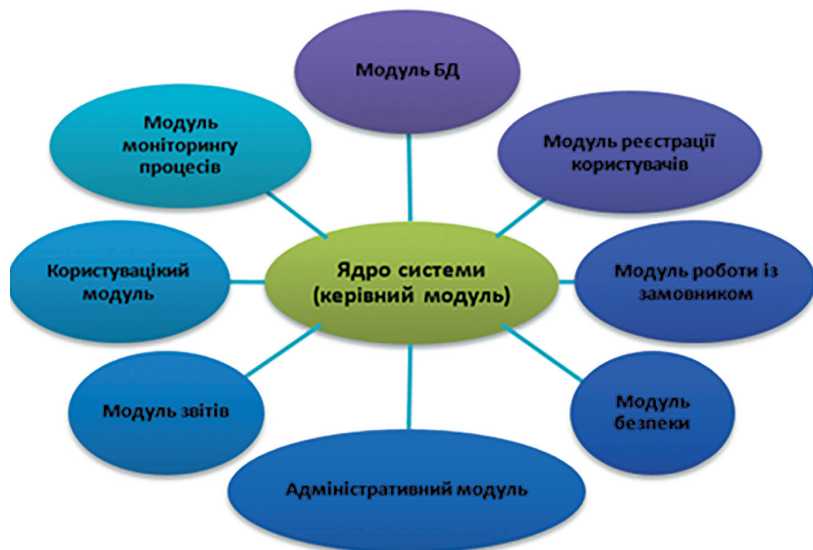 Модуль БД
Модуль
моніторингу
процесів
Модуль реєстрації
користувачів
Користувацікий
модуль
Ядро системи
(керівний модуль)
Модуль роботи із
замовником
Модуль звітів
Модуль
безпеки
Адміністративний модуль